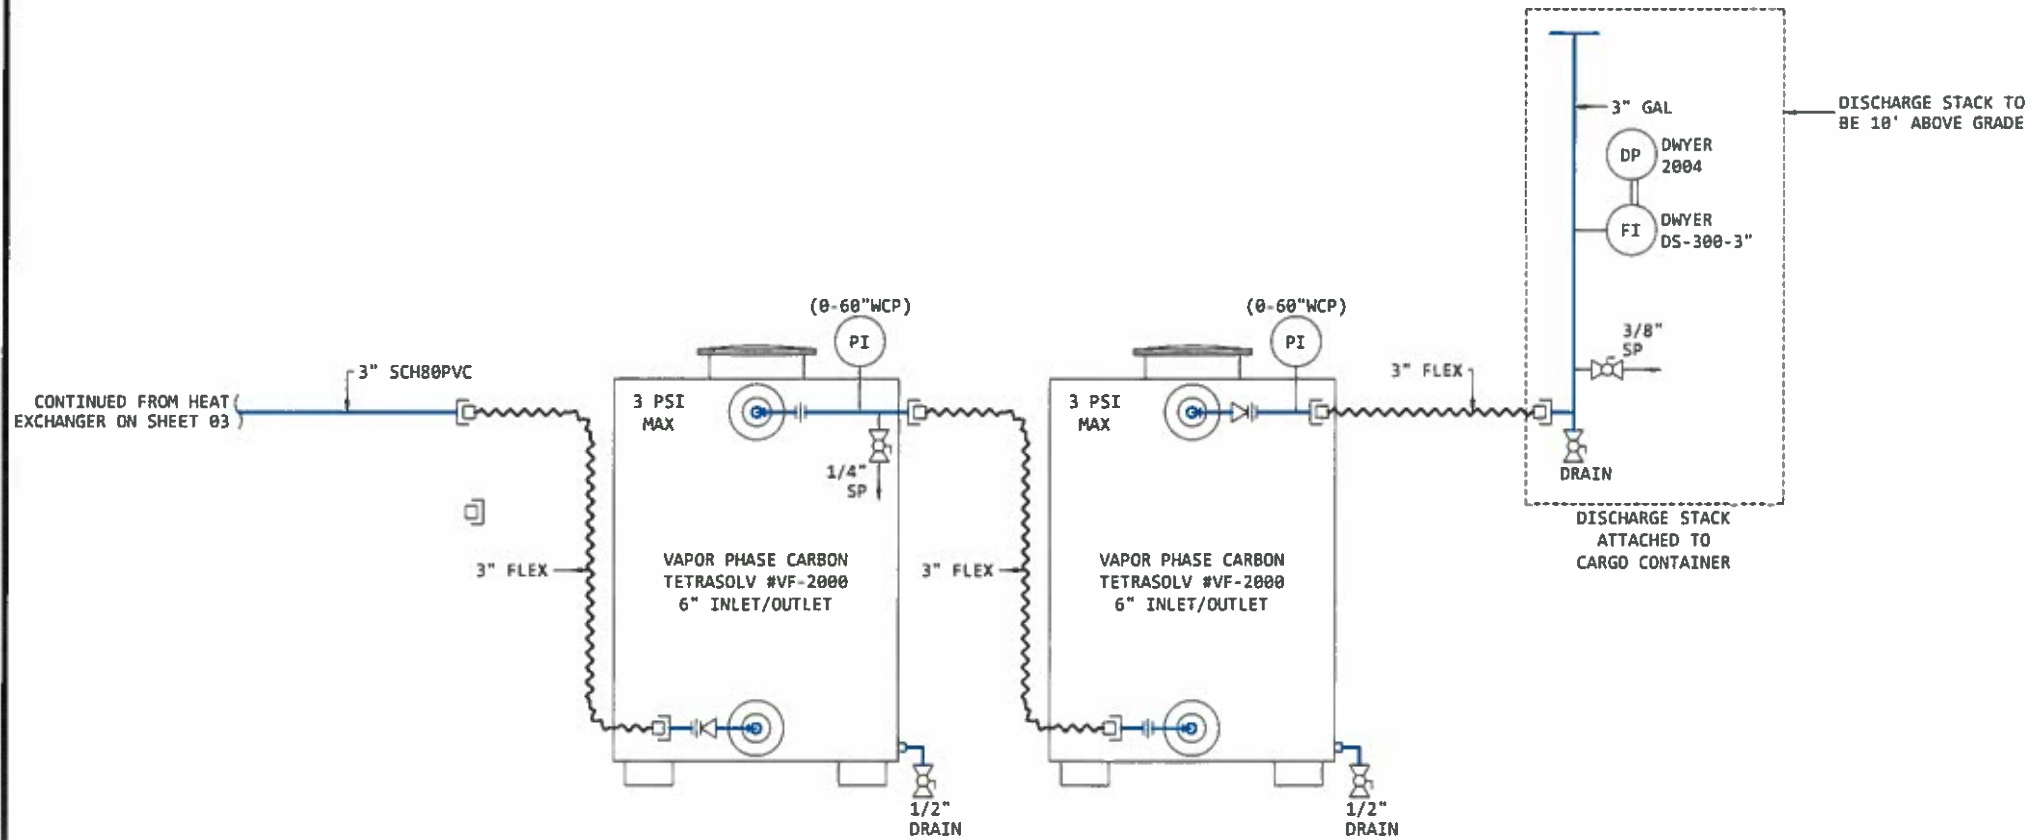 3" GAL
DISCHARGE STACK TO
BE 10' ABOVE GRADE
DP
DWYER
2004
FI
DWYER
DS-300-3"
(0-60"WCP)
PI
(0-60"WCP)
PI
3/8"
SP
3" SCH80PVC
3" FLEX
CONTINUED FROM HEAT
EXCHANGER ON SHEET 03
3 PSI
MAX
3 PSI
MAX
1/4"
SP
DRAIN
DISCHARGE STACK
ATTACHED TO
CARGO CONTAINER
3" FLEX
VAPOR PHASE CARBON
TETRASOLV #VF-2000
6" INLET/OUTLET
3" FLEX
VAPOR PHASE CARBON
TETRASOLV #VF-2000
6" INLET/OUTLET
1/2"
DRAIN
1/2"
DRAIN